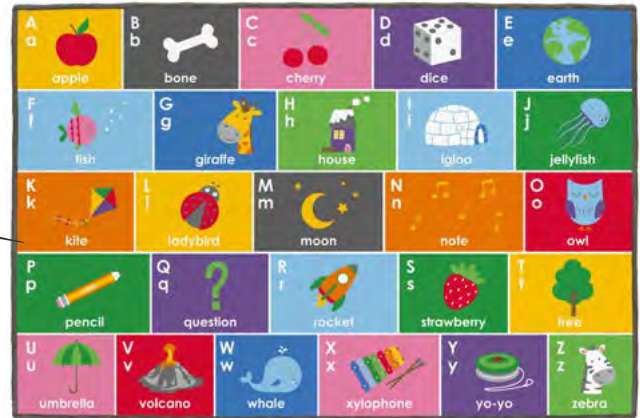 A a apple
B b bone
C c cherry
D d dice
E e earth
F f fish
G g giraffe
H h house
I i igloo
J j jellyfish
K k kite
L l ladybird
M m moon
N n note
O o owl
P p pencil
Q q question
R r rocket
S s strawberry
T t tree
U u umbrella
V v volcano
W w whale
X x xylophone
Y y yo-yo
Z z zebra